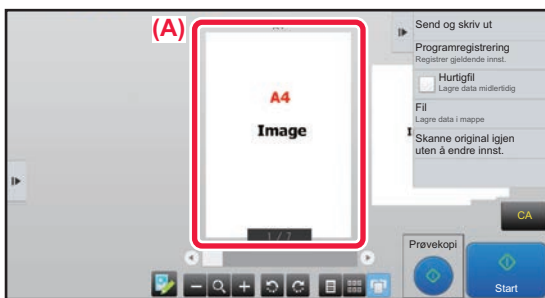 (A)
A4
Image
1 / 7
Send og skriv ut
Programregistrering
Registrer gjeldende innst.
Hurtigfil
Lagre data midlertidig
Fil
Lagre data i mappe
Skanne original igjen
uten å endre innst.
CA
Prøvekopi
Start